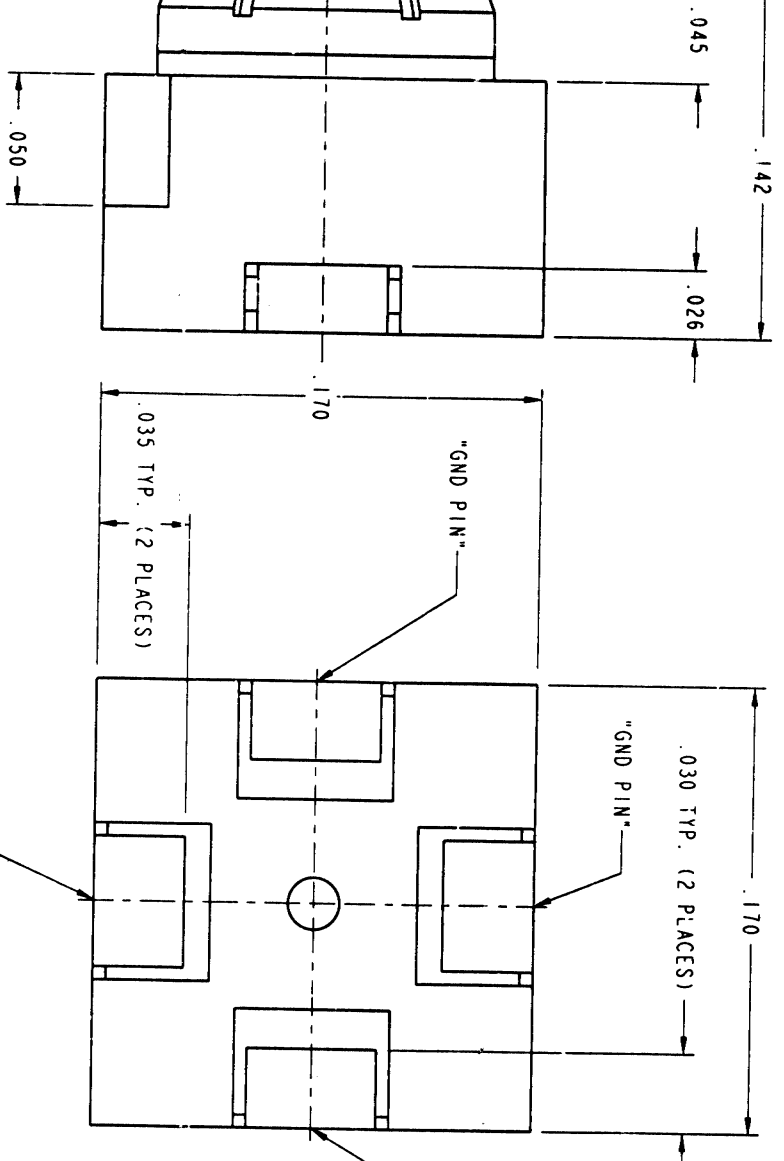 .045
.142
.050
.026
.170
.035 TYP. (2 PLACES)
"GND PIN"
"GND PIN"
.030 TYP. (2 PLACES)
.170